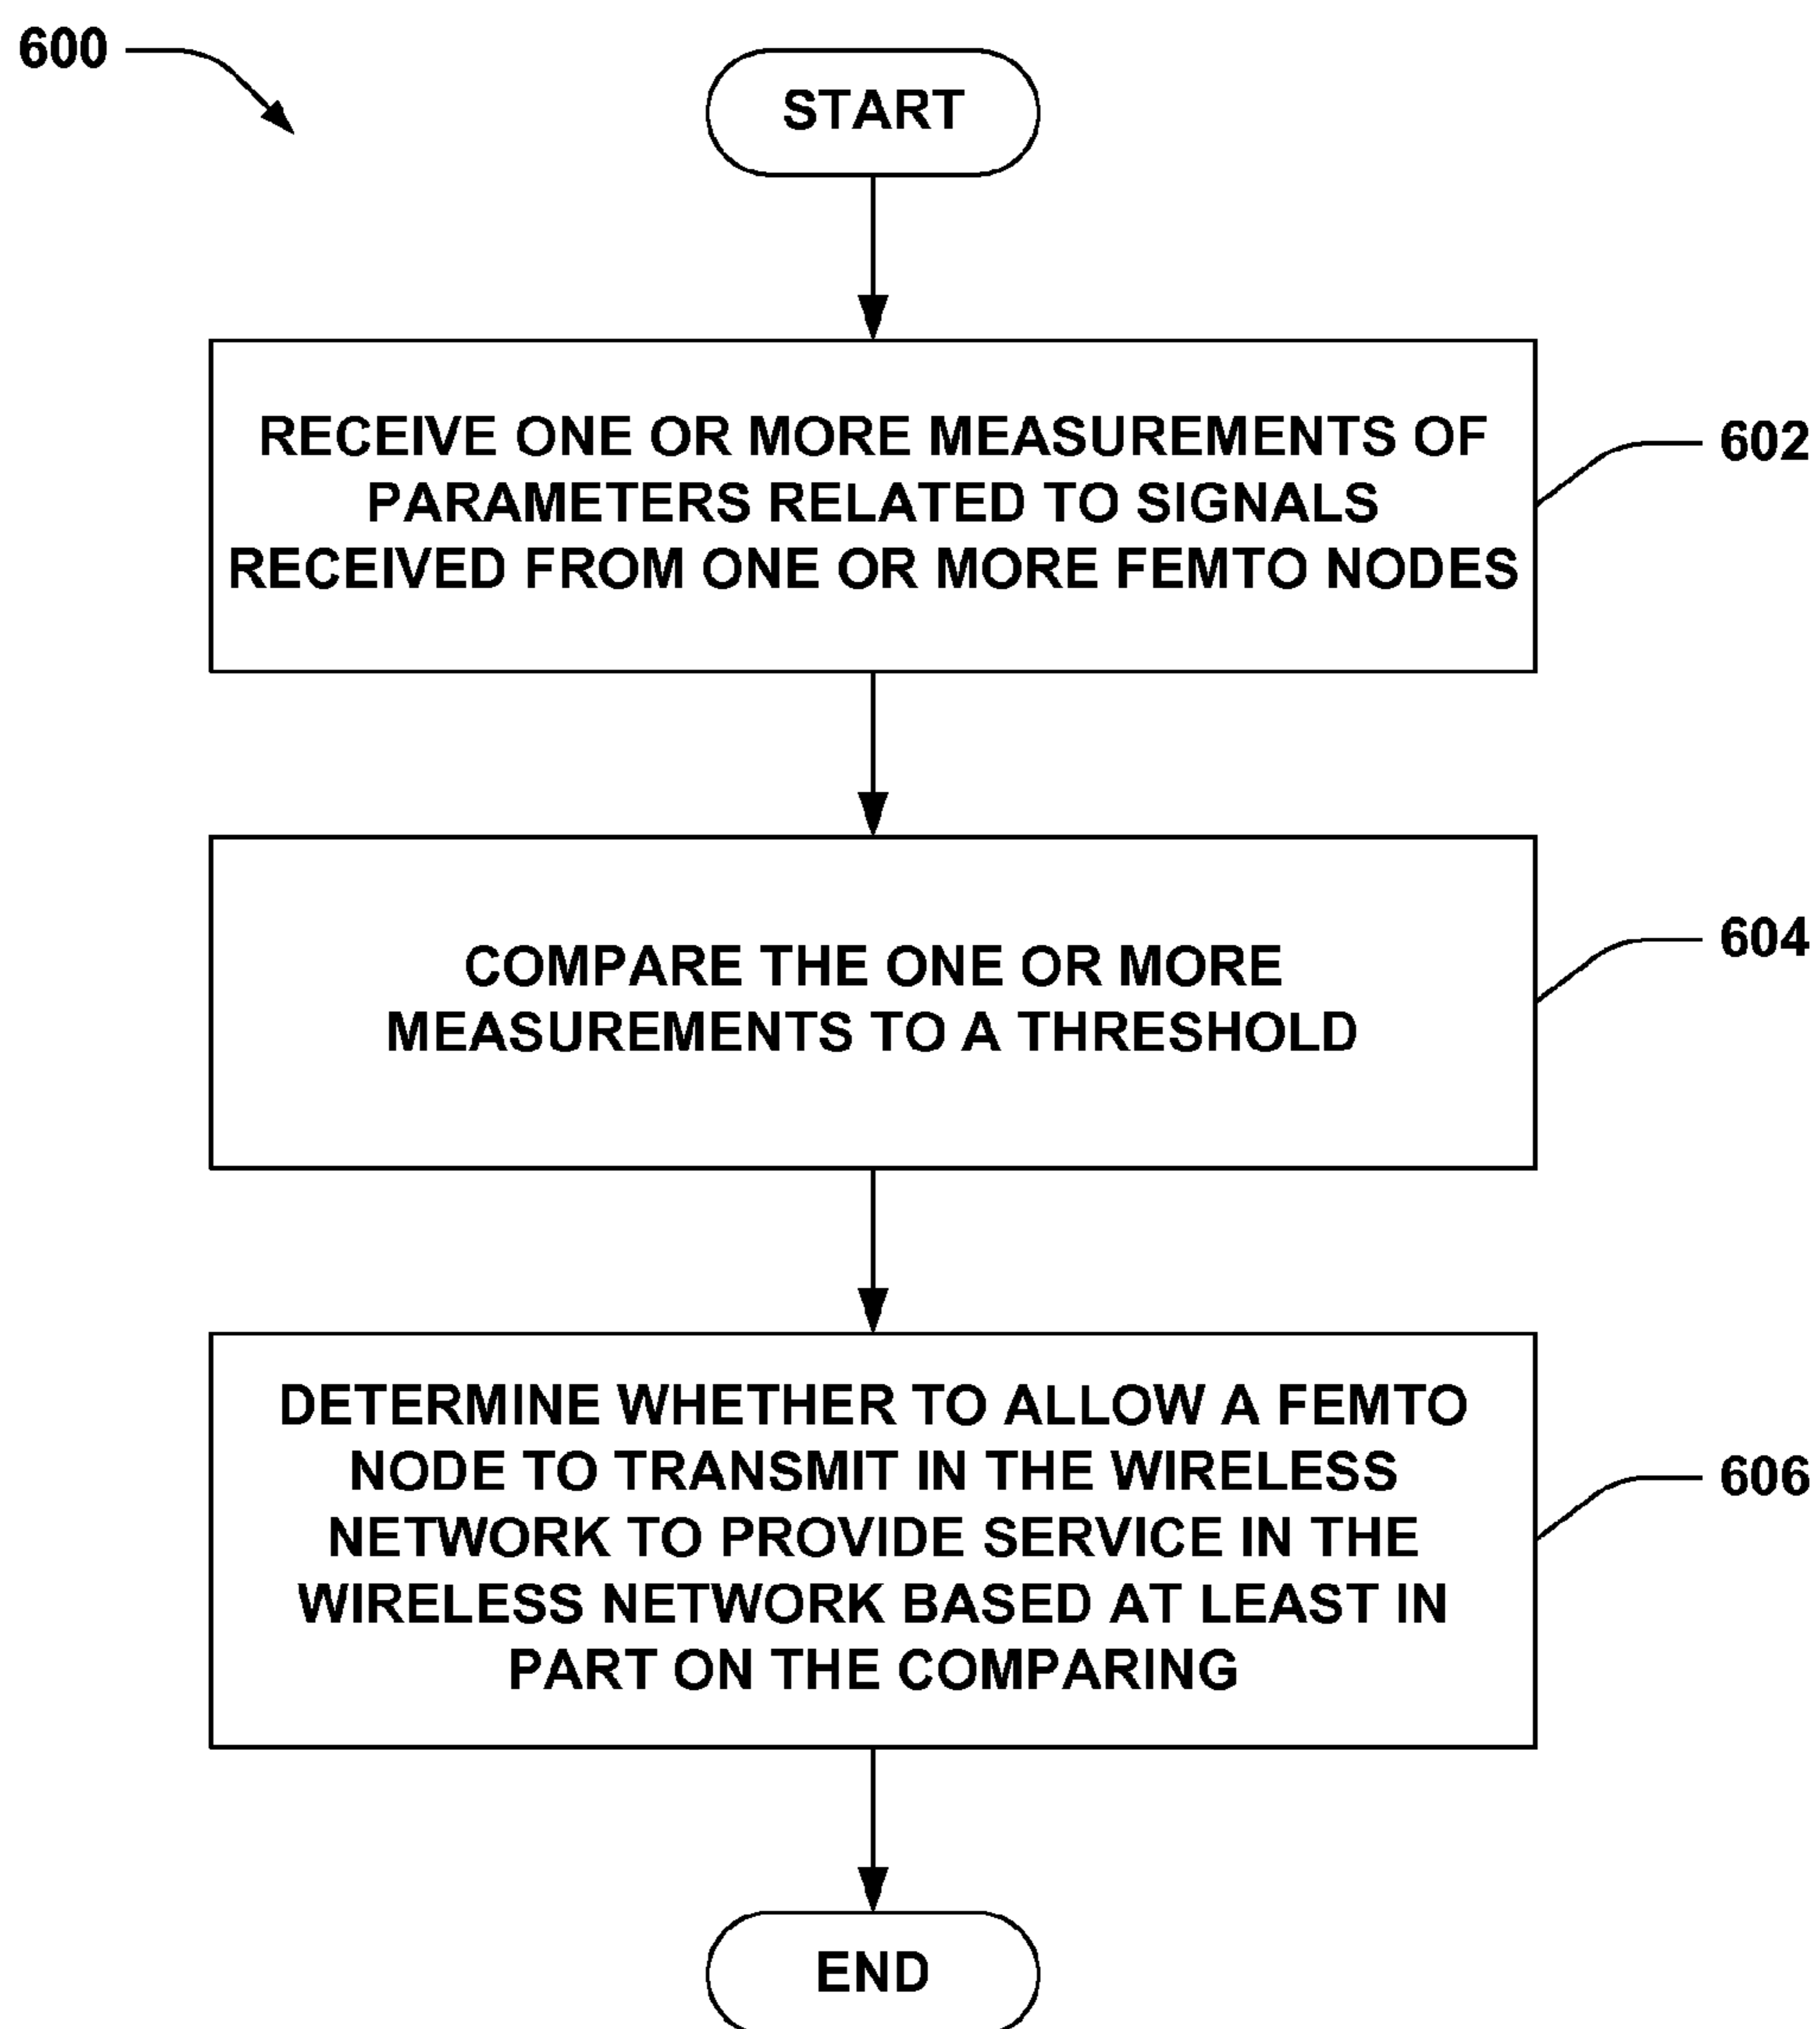 600
START
RECEIVE ONE OR MORE MEASUREMENTS OF
PARAMETERS RELATED TO SIGNALS
RECEIVED FROM ONE OR MORE FEMTO NODES
602
COMPARE THE ONE OR MORE
MEASUREMENTS TO A THRESHOLD
604
DETERMINE WHETHER TO ALLOW A FEMTO
NODE TO TRANSMIT IN THE WIRELESS
NETWORK TO PROVIDE SERVICE IN THE
WIRELESS NETWORK BASED AT LEAST IN
PART ON THE COMPARING
606
END